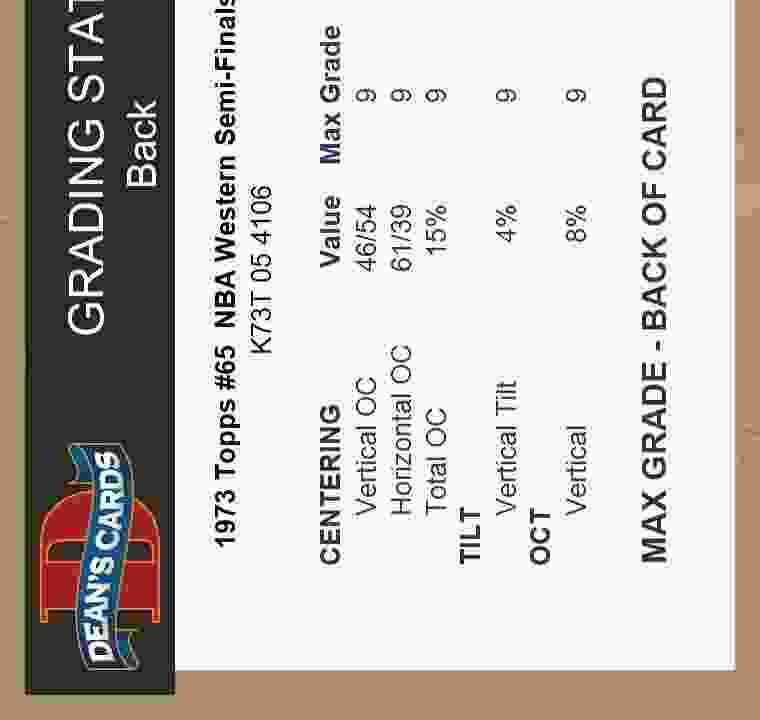 DEAN'S CARDS
GRADING STAT
Back
1973 Topps #65 NBA Western Semi-Finals
K73T 05 4106
CENTERING Value Max Grade
Vertical OC 46/54 9
Horizontal OC 61/39 9
Total OC 15% 9
TILT
Vertical Tilt 4% 9
OCT
Vertical 8% 9
MAX GRADE - BACK OF CARD